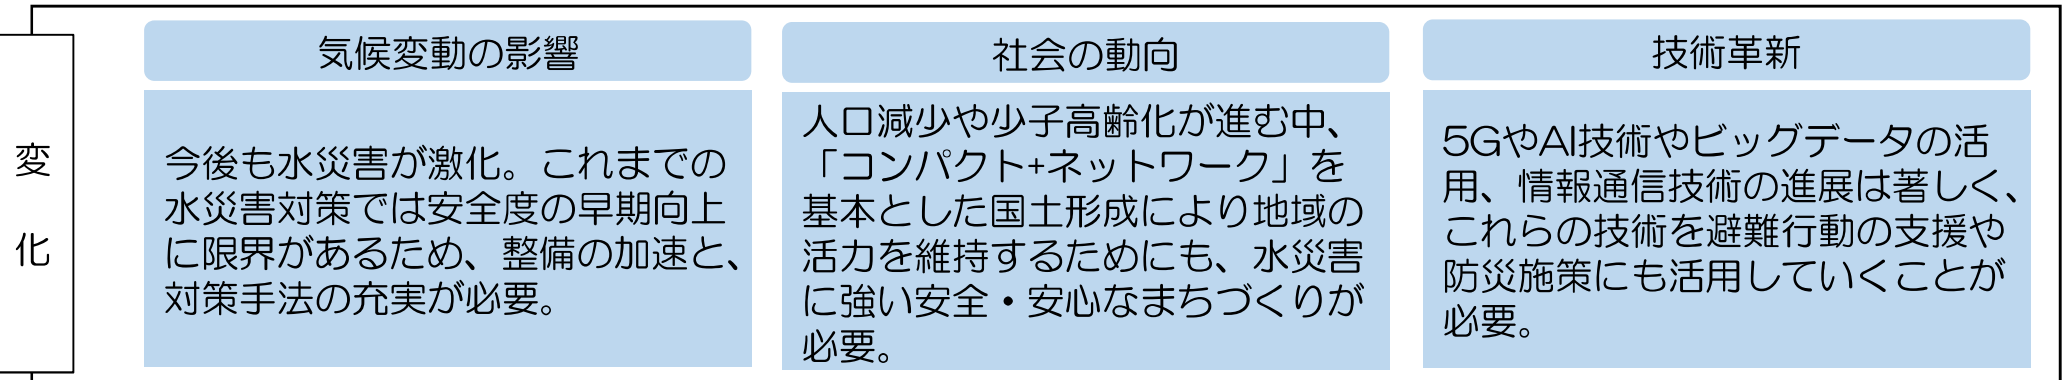 変
化
気候変動の影響
今後も水災害が激化。これまでの
水災害対策では安全度の早期向上
に限界があるため、整備の加速と、
対策手法の充実が必要。
社会の動向
人口減少や少子高齢化が進む中、
「コンパクト+ネットワーク」を
基本とした国土形成により地域の
活力を維持するためにも、水災害
に強い安全・安心なまちづくりが
必要。
技術革新
5GやAI技術やビッグデータの活
用、情報通信技術の進展は著しく、
これらの技術を避難行動の支援や
防災施策にも活用していくことが
必要。